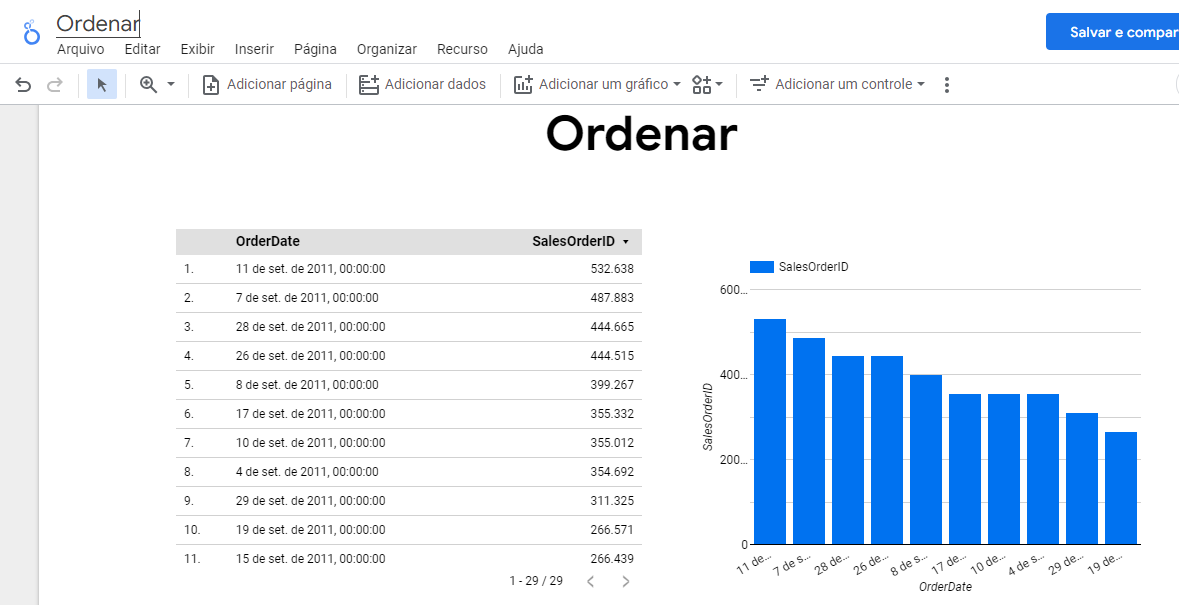 Ordenar
Arquivo Editar Exibir Inserir Página Organizar Recurso Ajuda
Salvar e compar
Adicionar página Adicionar dados Adicionar um gráfico Adicionar um controle
Ordenar
OrderDate SalesOrderID
1. 11 de set. de 2011, 00:00:00 532.638
2. 7 de set. de 2011, 00:00:00 487.883
3. 28 de set. de 2011, 00:00:00 444.665
4. 26 de set. de 2011, 00:00:00 444.515
5. 8 de set. de 2011, 00:00:00 399.267
6. 17 de set. de 2011, 00:00:00 355.332
7. 10 de set. de 2011, 00:00:00 355.012
8. 4 de set. de 2011, 00:00:00 354.692
9. 29 de set. de 2011, 00:00:00 311.325
10. 19 de set. de 2011, 00:00:00 266.571
11. 15 de set. de 2011, 00:00:00 266.439
1 - 29 / 29
SalesOrderID
600...
400...
200...
0
SalesOrderID
11 de... 7 de s... 28 de... 26 de... 8 de s... 17 de... 10 de... 4 de s... 29 de... 19 de...
OrderDate